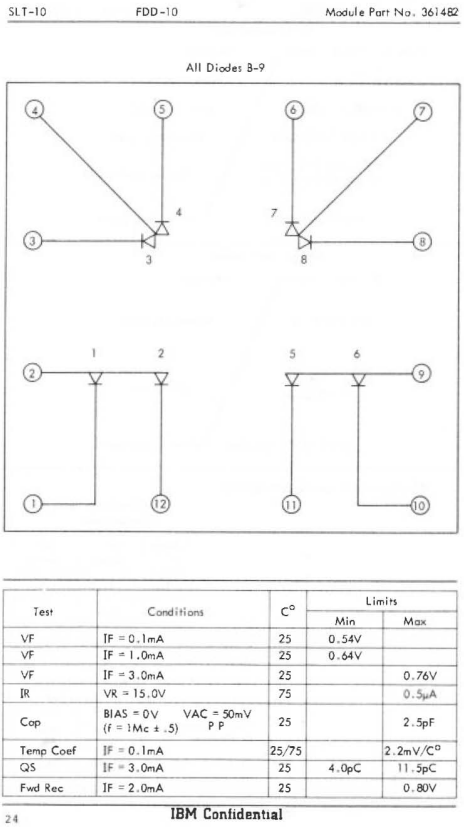 SLT-10 FDD-10 Module Part No. 361482
All Diodes B-9
4 5 6 7
4 7
3 8
3 8
1 2 5 6
2 9
1 12 11 10
Test Conditions C° Limits
Min Max
VF IF = 0.1mA 25 0.54V
VF IF = 1.0mA 25 0.64V
VF IF = 3.0mA 25 0.76V
IR VR = 15.0V 75 0.5µA
Cap BIAS = 0V VAC = 50mV 25 2.5pF
(f = 1Mc ± .5) P P
Temp Coef IF = 0.1mA 25/75 2.2mV/C°
QS IF = 3.0mA 25 4.0pC 11.5pC
Fwd Rec IF = 2.0mA 25 0.80V
24 IBM Confidential